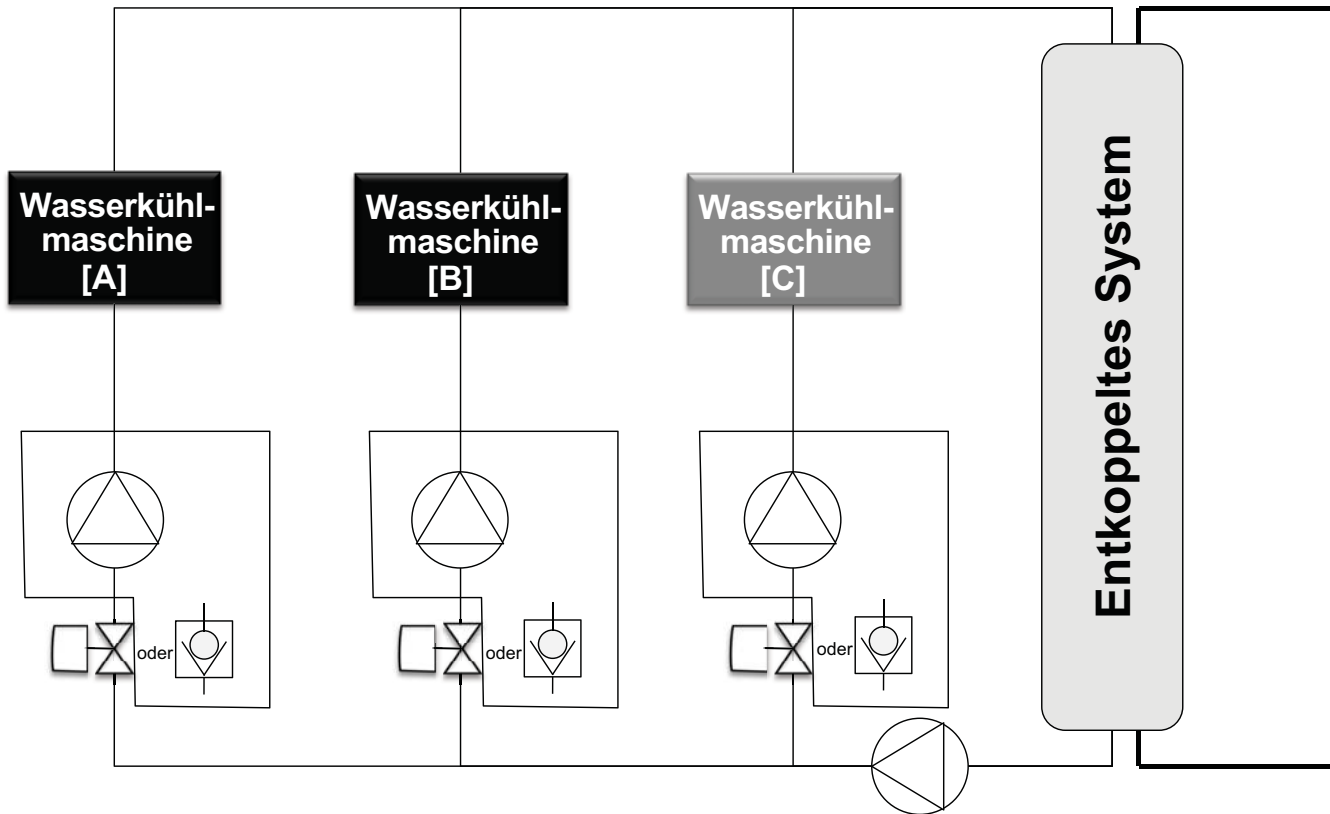 Wasserkühl-
maschine
[A]
Wasserkühl-
maschine
[B]
Wasserkühl-
maschine
[C]
Entkoppeltes System
oder
oder
oder